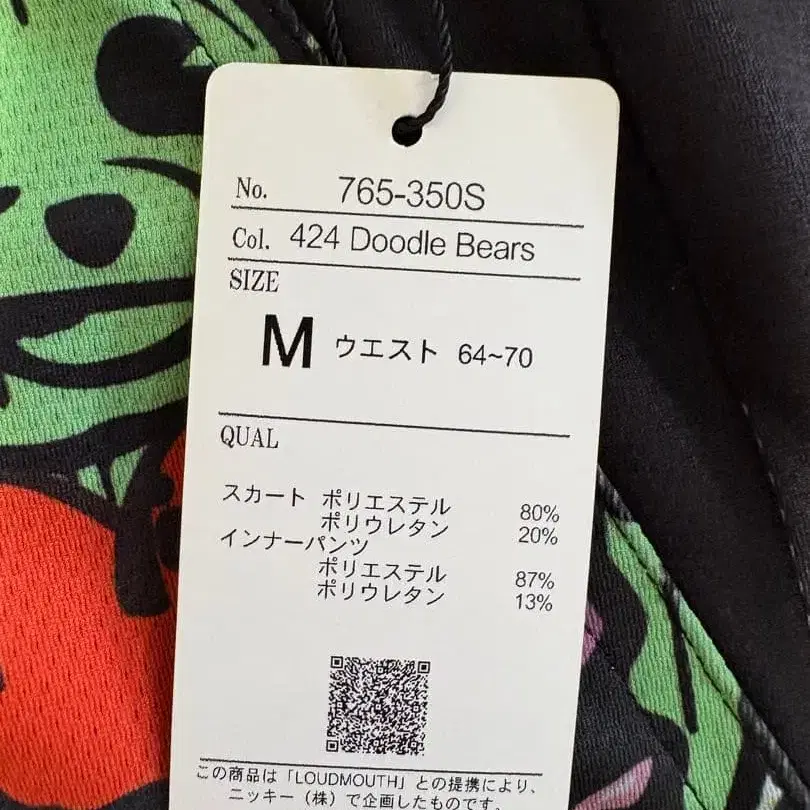 No. 765-350S
Col. 424 Doodle Bears
SIZE
M ウエスト 64~70
QUAL
スカート ポリエステル 80%
ポリウレタン 20%
インナーパンツ
ポリエステル 87%
ポリウレタン 13%
この商品は「LOUDMOUTH」との提携により、
ニッキー(株)で企画したものです。